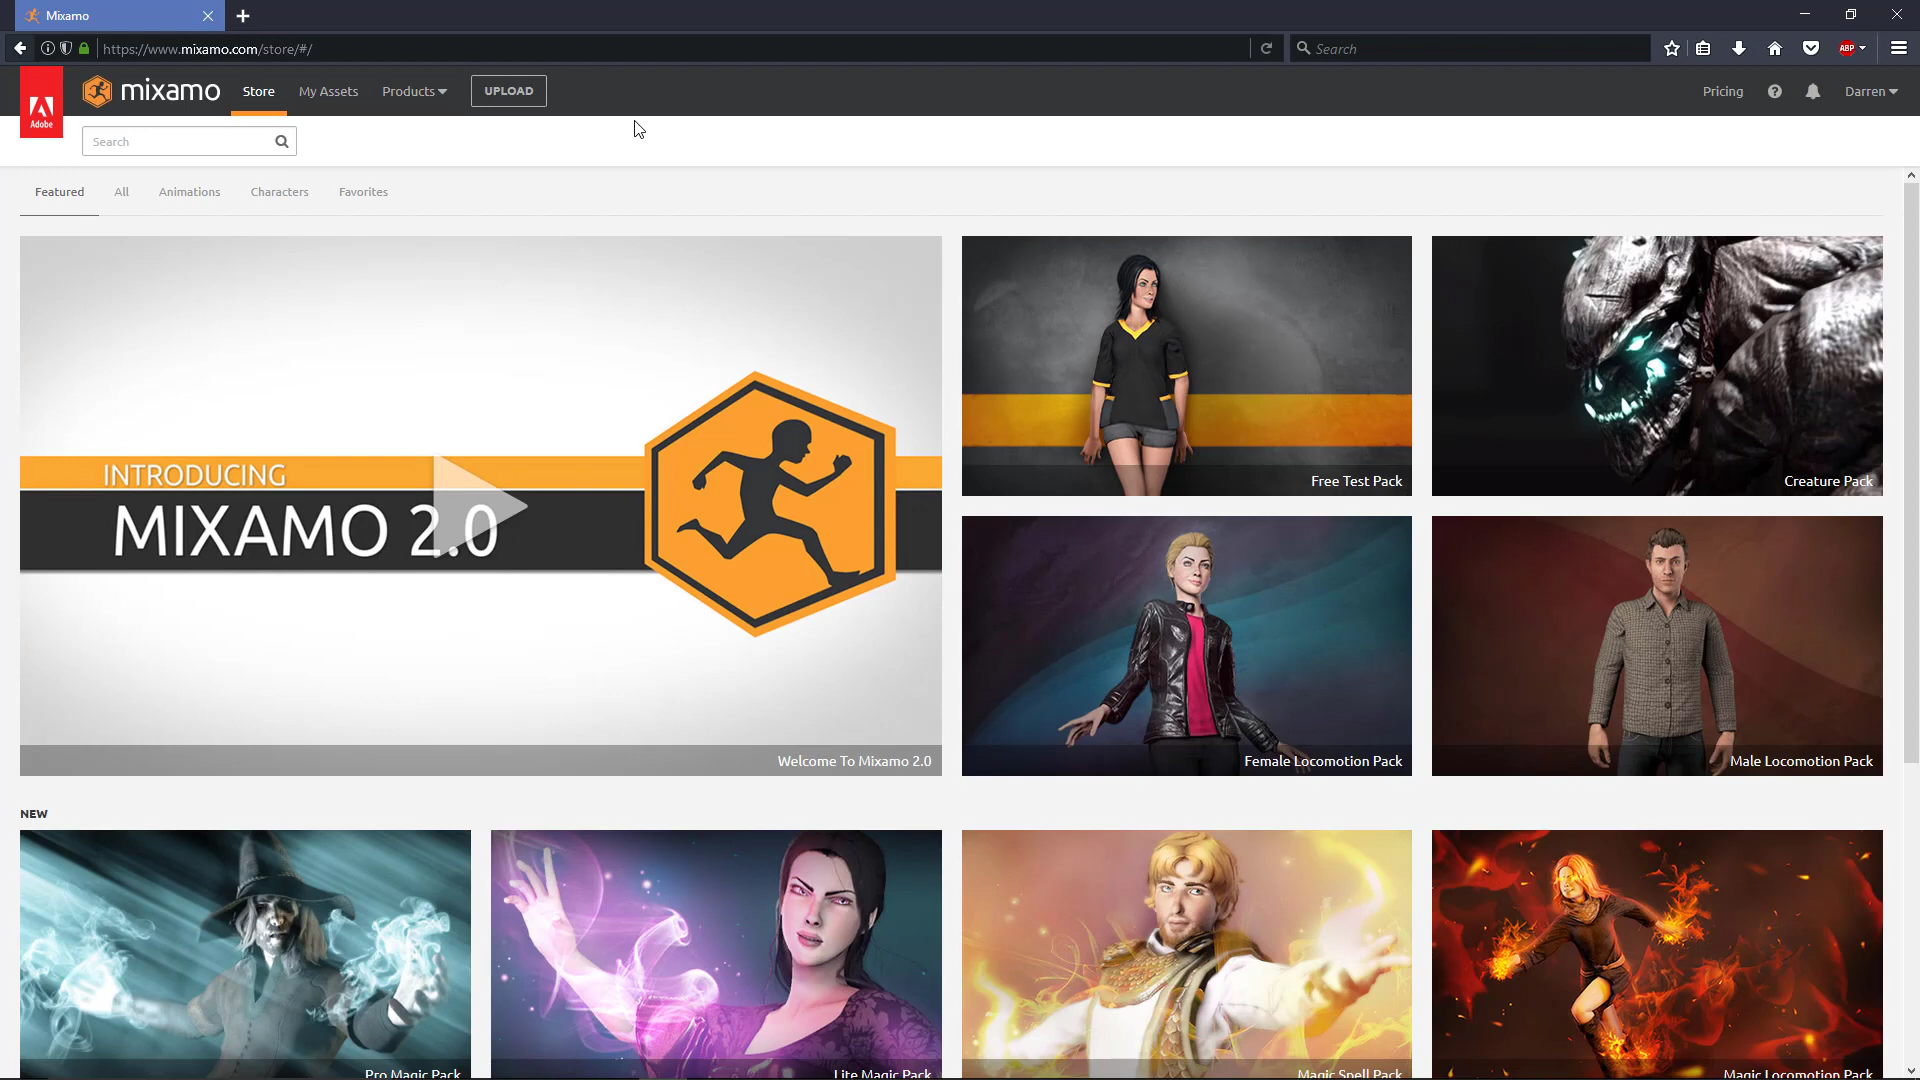 Mixamo
https://www.mixamo.com/store/#/
Search
ABP
Adobe
mixamo
Store
My Assets
Products
UPLOAD
Pricing
Darren
Search
Featured
All
Animations
Characters
Favorites
INTRODUCING
MIXAMO 2.0
Welcome To Mixamo 2.0
Free Test Pack
Creature Pack
Female Locomotion Pack
Male Locomotion Pack
NEW
Pro Magic Pack
Lite Magic Pack
Magic Spell Pack
Magic Locomotion Pack